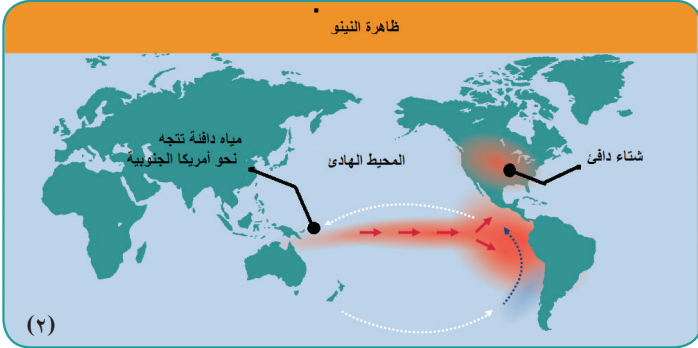 ظاهرة النينو
مياه دافئة تتجه
نحو أمريكا الجنوبية
المحيط الهادئ
شتاء دافئ
(٢)